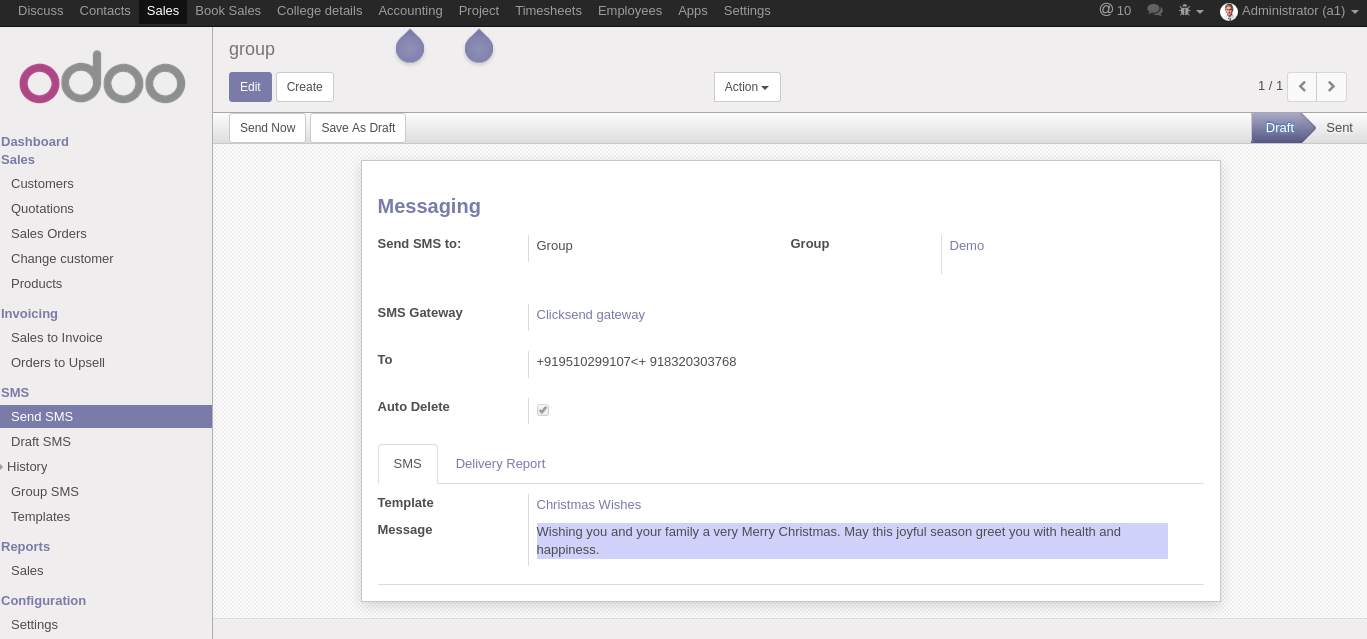 Discuss Contacts Sales Book Sales College details Accounting Project Timesheets Employees Apps Settings @ 10 Administrator (a1)
odoo
Dashboard
Sales
Customers
Quotations
Sales Orders
Change customer
Products
Invoicing
Sales to Invoice
Orders to Upsell
SMS
Send SMS
Draft SMS
History
Group SMS
Templates
Reports
Sales
Configuration
Settings
group
Edit Create Action 1 / 1
Send Now Save As Draft Draft Sent
Messaging
Send SMS to: Group Group Demo
SMS Gateway Clicksend gateway
To +919510299107<+ 918320303768
Auto Delete
SMS Delivery Report
Template Christmas Wishes
Message Wishing you and your family a very Merry Christmas. May this joyful season greet you with health and
happiness.